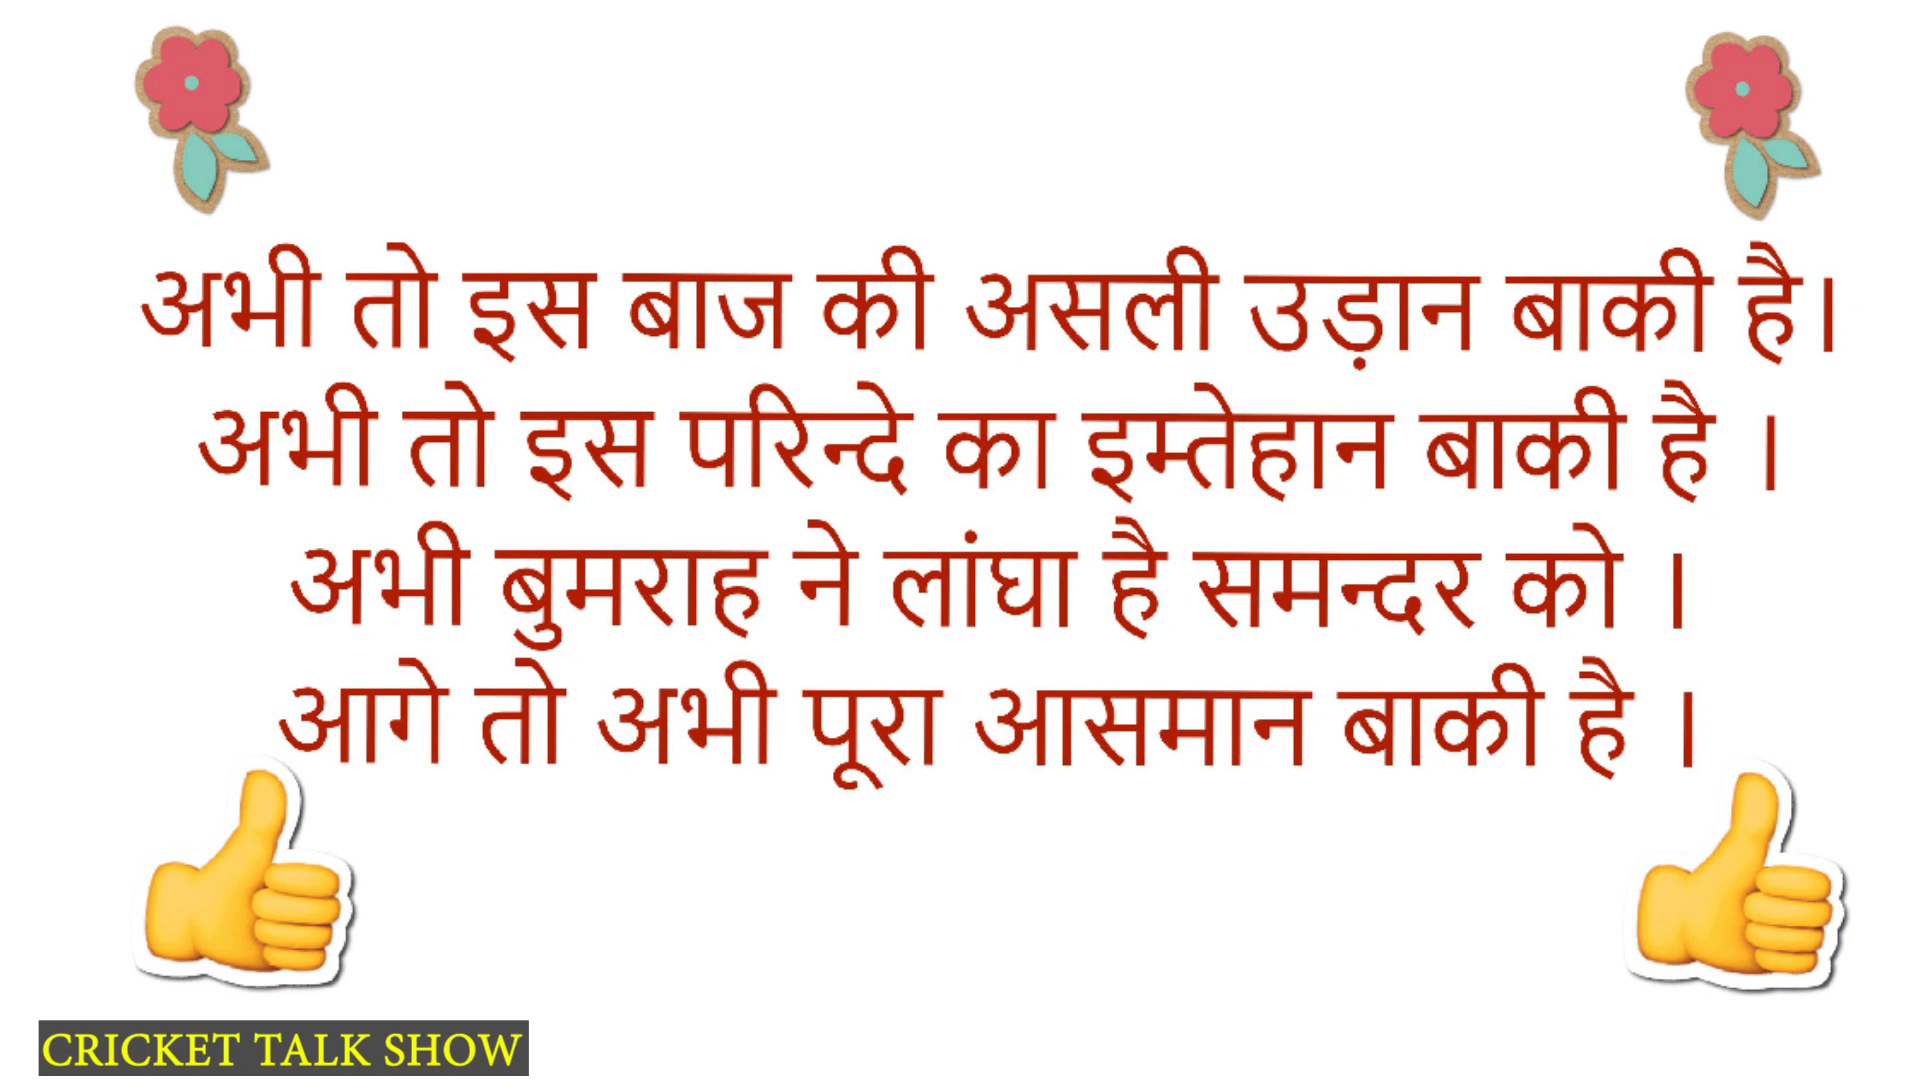 अभी तो इस बाज की असली उड़ान बाकी है।
अभी तो इस परिन्दे का इम्तेहान बाकी है ।
अभी बुमराह ने लांघा है समन्दर को ।
आगे तो अभी पूरा आसमान बाकी है ।
CRICKET TALK SHOW